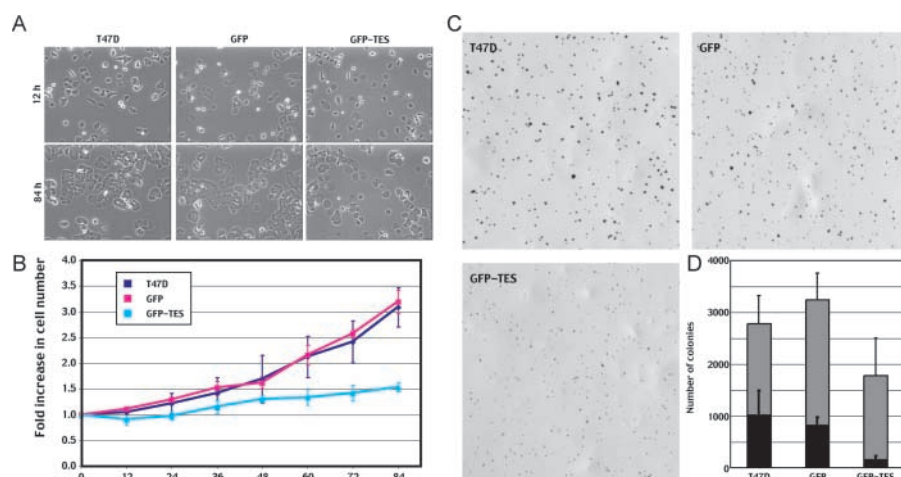 A
T47D GFP GFP-TES
12 h
84 h
B
4.0
3.5
3.0
2.5
2.0
1.5
1.0
0.5
0.0
Fold increase in cell number
T47D
GFP
GFP-TES
0 12 24 36 48 60 72 84
C
T47D
GFP
GFP-TES
D
4000
3000
2000
1000
0
Number of colonies
T47D GFP GFP-TES